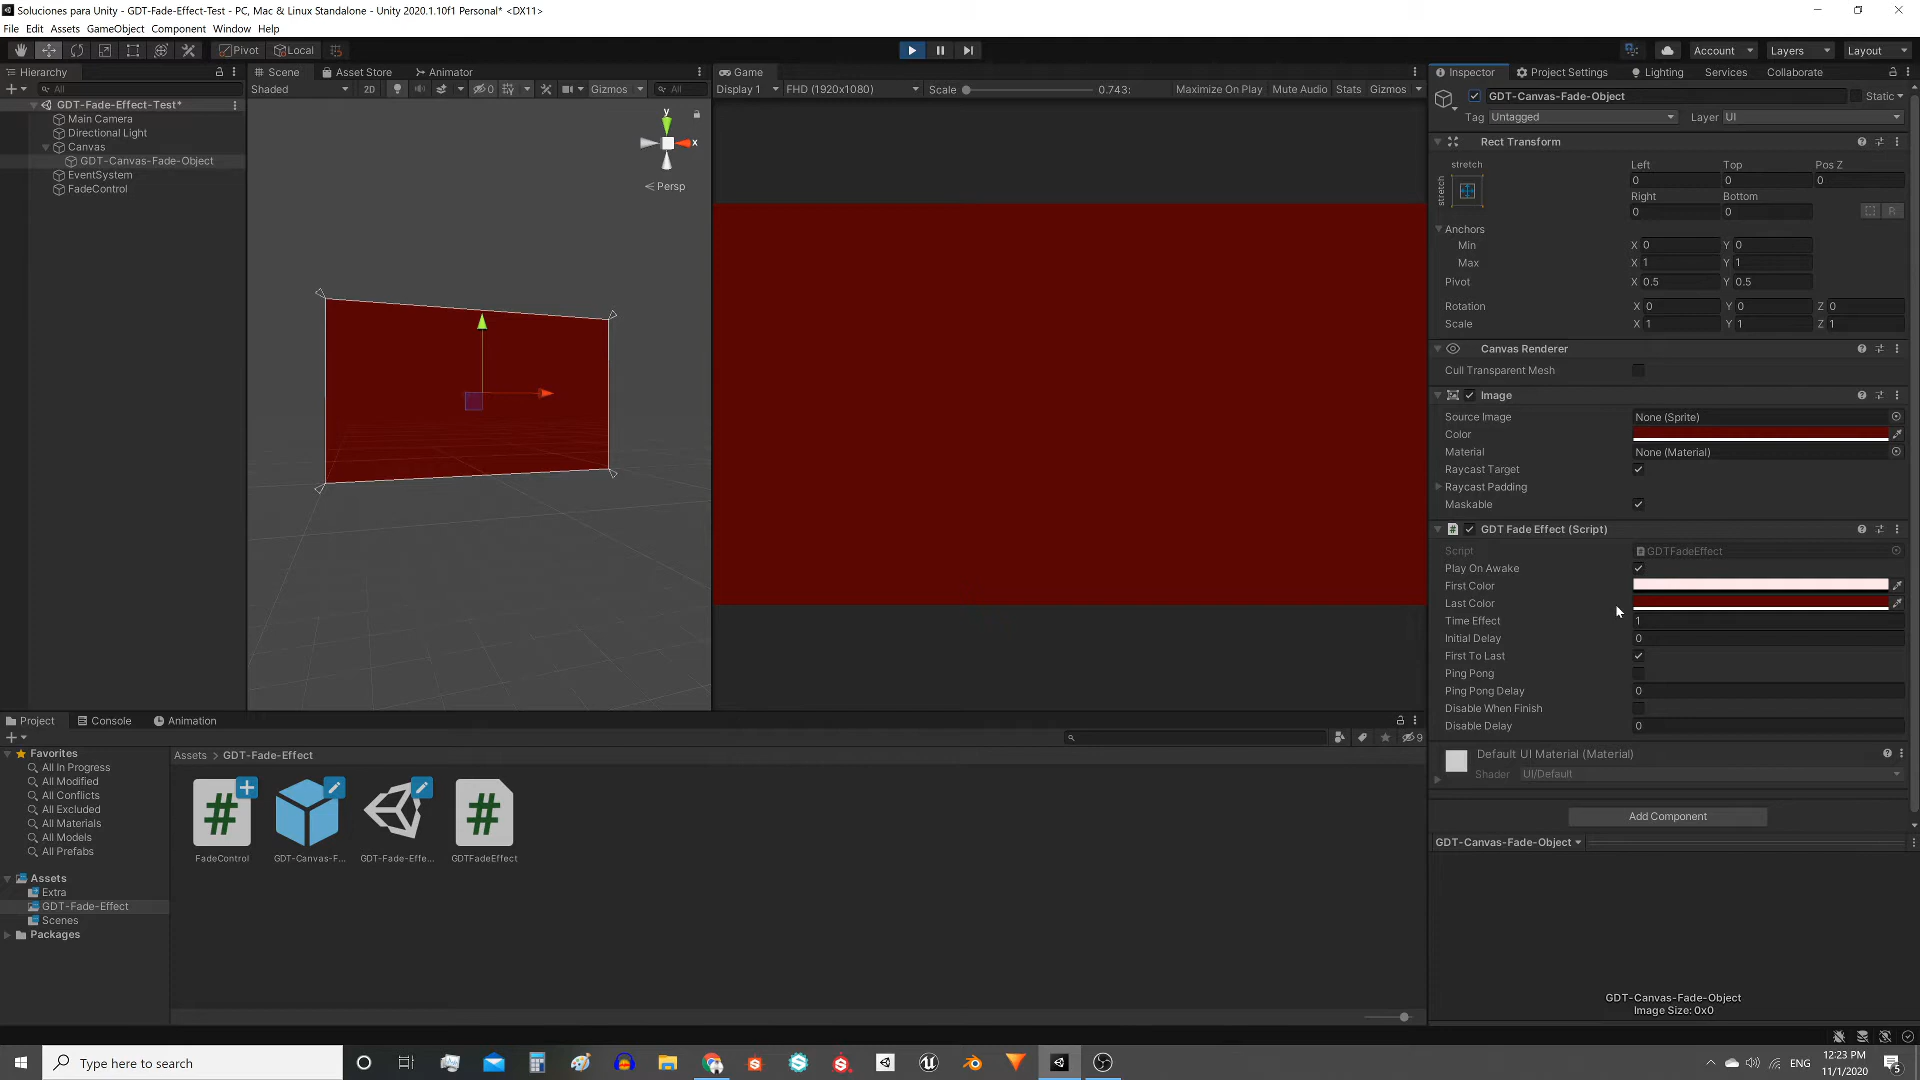 Soluciones para Unity - GDT-Fade-Effect-Test - PC, Mac & Linux Standalone - Unity 2020.1.10f1 Personal* <DX11>
File Edit Assets GameObject Component Window Help
Pivot Local Account Layers Layout
Hierarchy
All
GDT-Fade-Effect-Test*
Main Camera
Directional Light
Canvas
GDT-Canvas-Fade-Object
EventSystem
FadeControl
Scene Asset Store Animator
Shaded 2D 0 Gizmos All
y
x
Persp
Game
Display 1 FHD (1920x1080) Scale 0.743: Maximize On Play Mute Audio Stats Gizmos
Inspector Project Settings Lighting Services Collaborate
GDT-Canvas-Fade-Object Static
Tag Untagged Layer UI
Rect Transform
stretch Left Top Pos Z
stretch 0 0 0
Right Bottom
0 0 R
Anchors
Min X 0 Y 0
Max X 1 Y 1
Pivot X 0.5 Y 0.5
Rotation X 0 Y 0 Z 0
Scale X 1 Y 1 Z 1
Canvas Renderer
Cull Transparent Mesh
Image
Source Image None (Sprite)
Color
Material None (Material)
Raycast Target
Raycast Padding
Maskable
# GDT Fade Effect (Script)
Script GDTFadeEffect
Play On Awake
First Color
Last Color
Time Effect 1
Initial Delay 0
First To Last
Ping Pong
Ping Pong Delay 0
Disable When Finish
Disable Delay 0
Default UI Material (Material)
Shader UI/Default
Add Component
GDT-Canvas-Fade-Object
GDT-Canvas-Fade-Object
Image Size: 0x0
Project Console Animation
9
Favorites
All In Progress
All Modified
All Conflicts
All Excluded
All Materials
All Models
All Prefabs
Assets
Extra
GDT-Fade-Effect
Scenes
Packages
Assets > GDT-Fade-Effect
# #
FadeControl GDT-Canvas-F... GDT-Fade-Effe... GDTFadeEffect
Type here to search
ENG
12:23 PM
11/1/2020
5